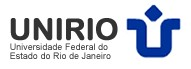 UNIRIO
Universidade Federal do
Estado do Rio de Janeiro